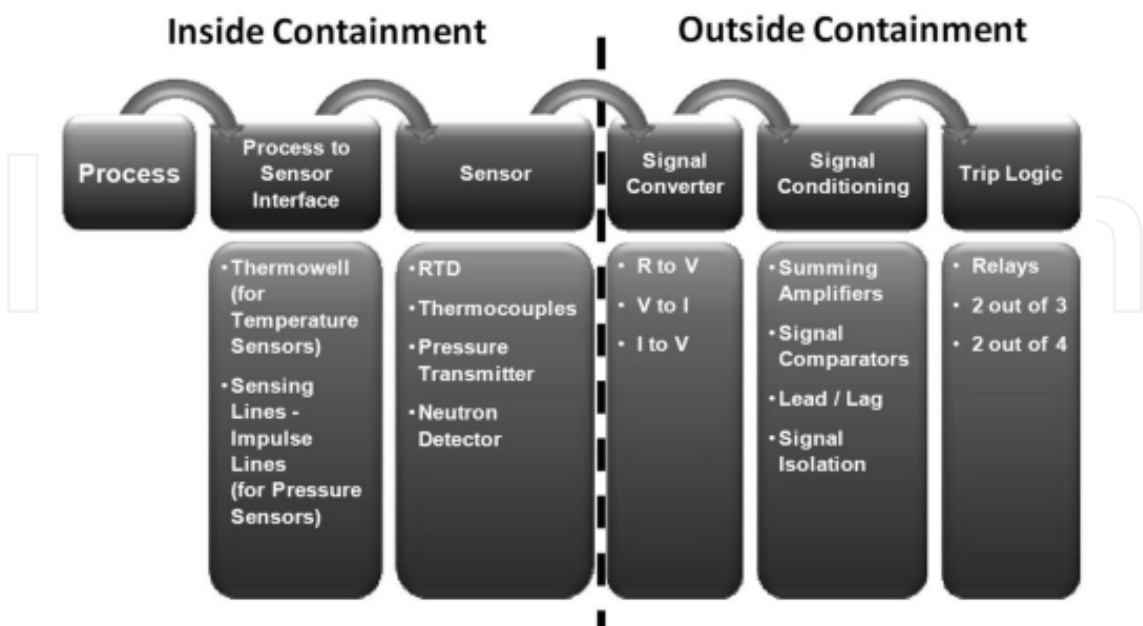 Inside Containment
Outside Containment
Process
Process to
Sensor
Interface
Sensor
Signal
Converter
Signal
Conditioning
Trip Logic
•Thermowell
(for
Temperature
Sensors)
•Sensing
Lines -
Impulse
Lines
(for Pressure
Sensors)
•RTD
•Thermocouples
•Pressure
Transmitter
•Neutron
Detector
• R to V
• V to I
• I to V
•Summing
Amplifiers
•Signal
Comparators
•Lead / Lag
•Signal
Isolation
• Relays
• 2 out of 3
• 2 out of 4